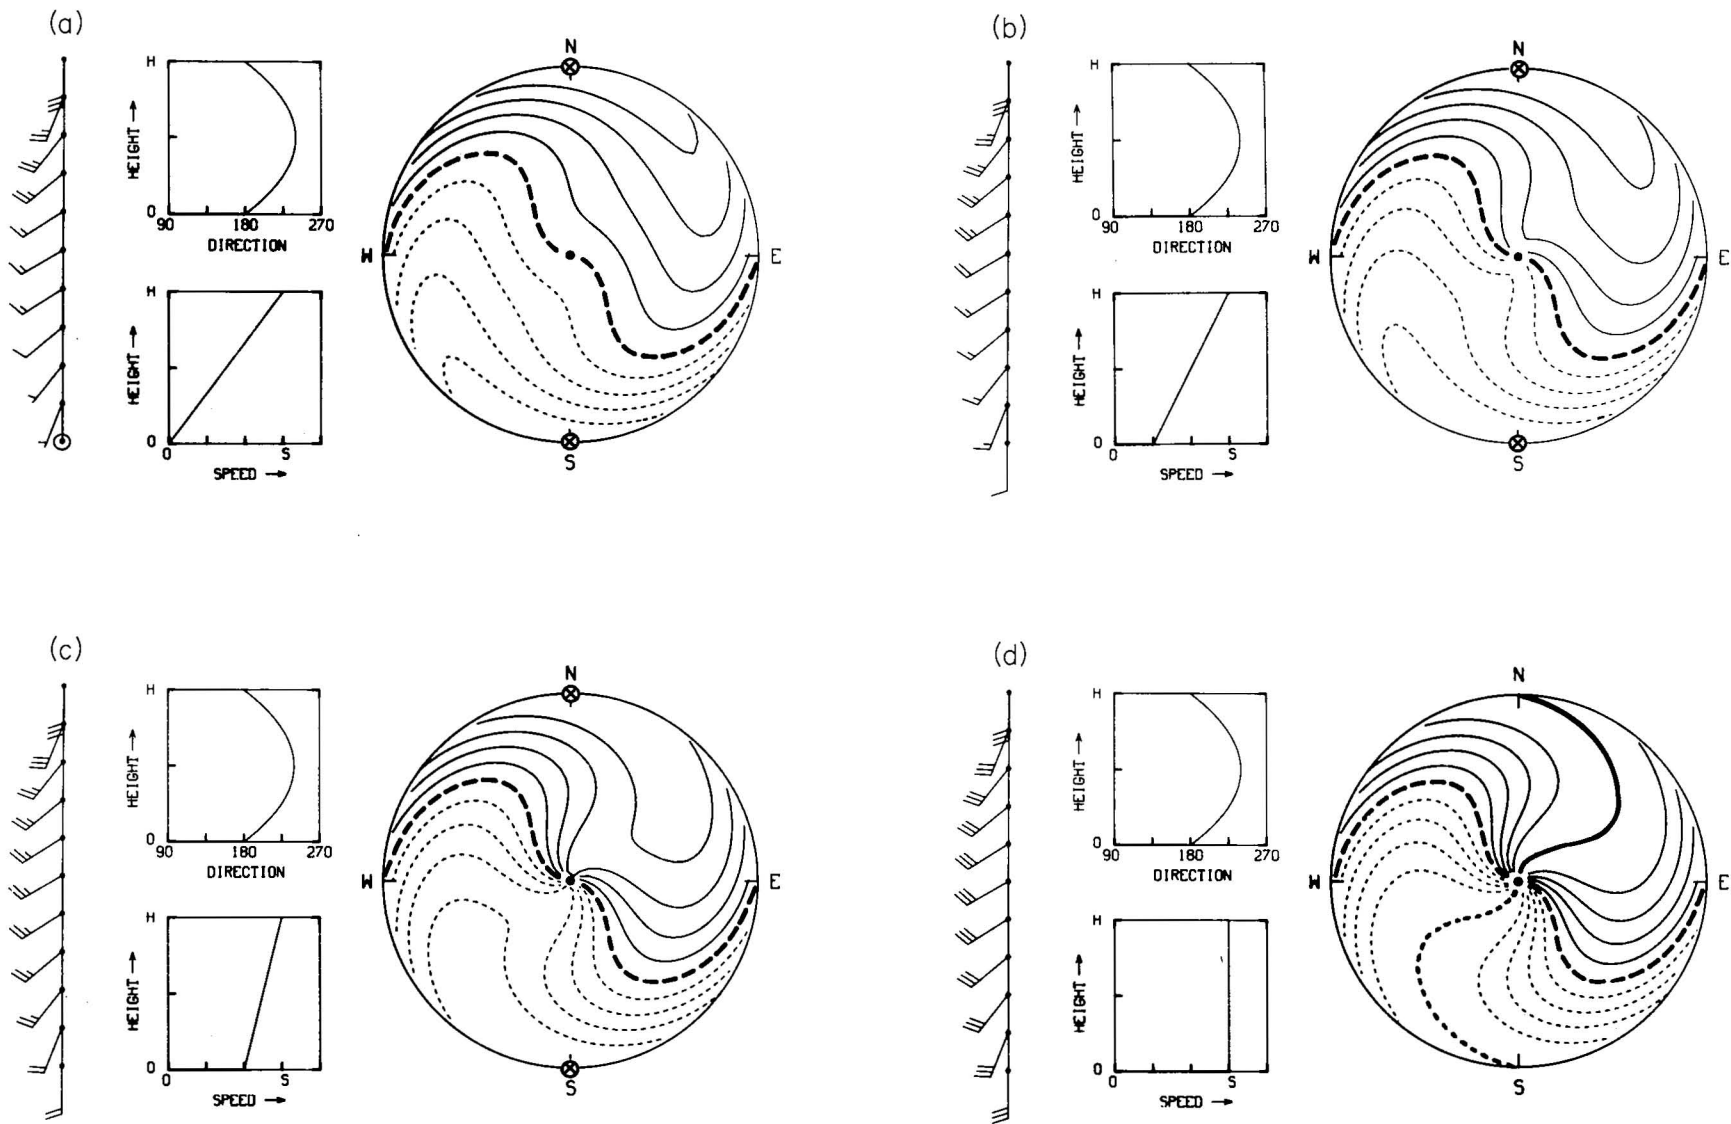 (a)
N
H
HEIGHT →
0
90 180 270
DIRECTION
W
E
H
HEIGHT →
0
0 S
SPEED →
S
(b)
N
H
HEIGHT →
0
90 180 270
DIRECTION
W
E
H
HEIGHT →
0
0 S
SPEED →
S
(c)
N
H
HEIGHT →
0
90 180 270
DIRECTION
W
E
H
HEIGHT →
0
0 S
SPEED →
S
(d)
N
H
HEIGHT →
0
90 180 270
DIRECTION
W
E
H
HEIGHT →
0
0 S
SPEED →
S